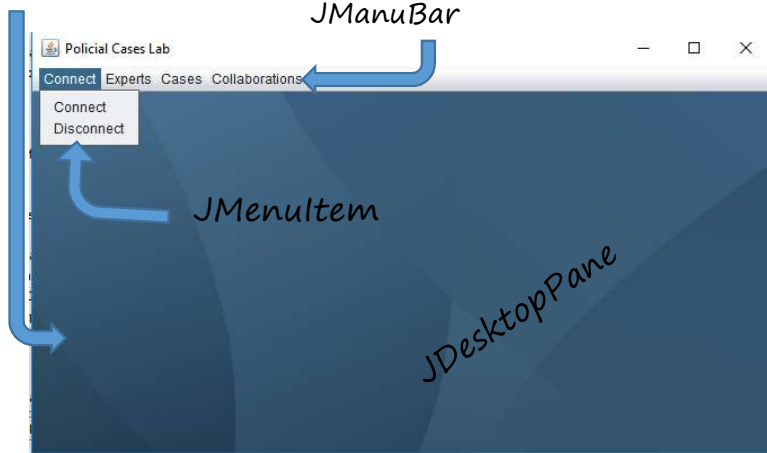 JManuBar
Policial Cases Lab
Connect Experts Cases Collaborations
Connect
Disconnect
JMenuItem
JDesktopPane